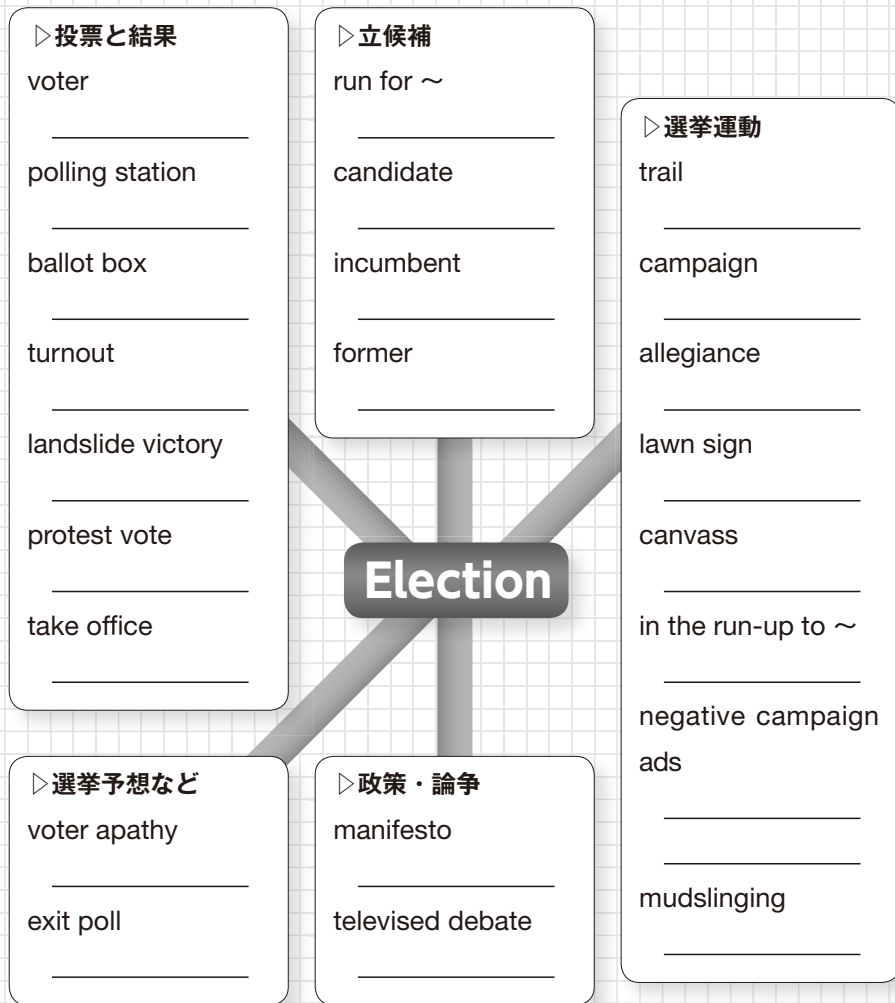 ▷投票と結果
voter
polling station
ballot box
turnout
landslide victory
protest vote
take office
▷立候補
run for ～
candidate
incumbent
former
▷選挙運動
trail
campaign
allegiance
lawn sign
canvass
in the run-up to ～
negative campaign
ads
mudslinging
Election
▷選挙予想など
voter apathy
exit poll
▷政策・論争
manifesto
televised debate